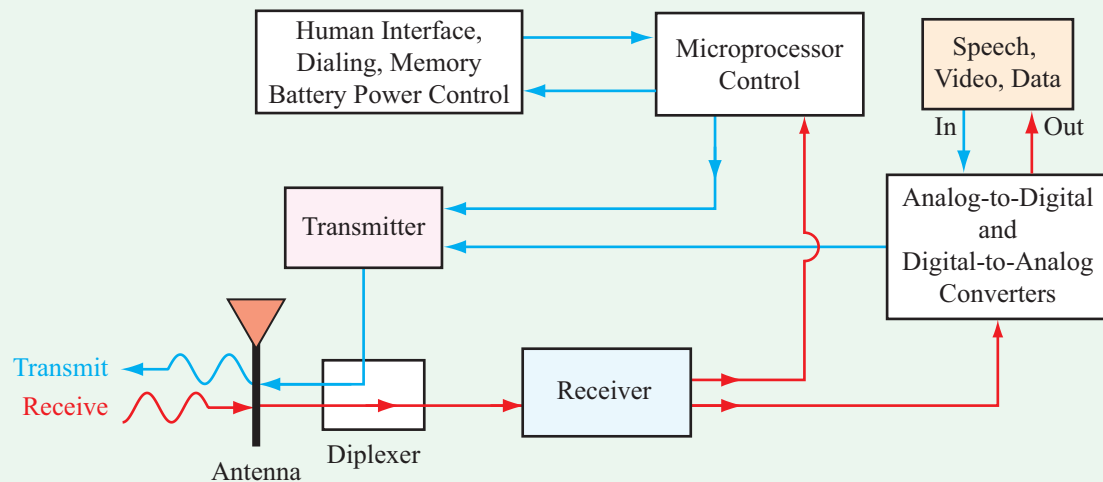 Human Interface,
Dialing, Memory
Battery Power Control
Microprocessor
Control
Speech,
Video, Data
In
Out
Transmitter
Analog-to-Digital
and
Digital-to-Analog
Converters
Transmit
Receive
Receiver
Diplexer
Antenna